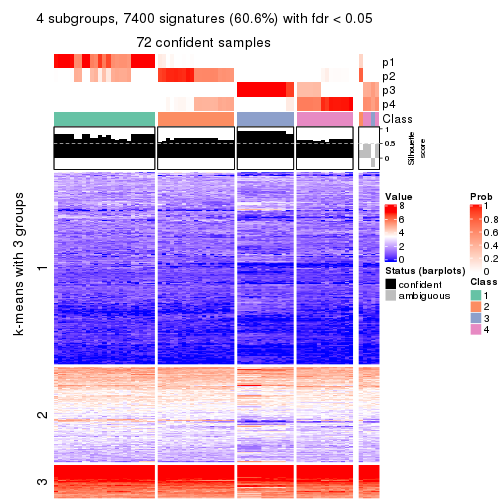 4 subgroups, 7400 signatures (60.6%) with fdr < 0.05
72 confident samples
p1
p2
p3
p4
Class
1
0.5
0
Silhouette
score
k-means with 3 groups
1
2
3
Value
8
6
4
2
0
Status (barplots)
confident
ambiguous
Prob
1
0.8
0.6
0.4
0.2
0
Class
1
2
3
4